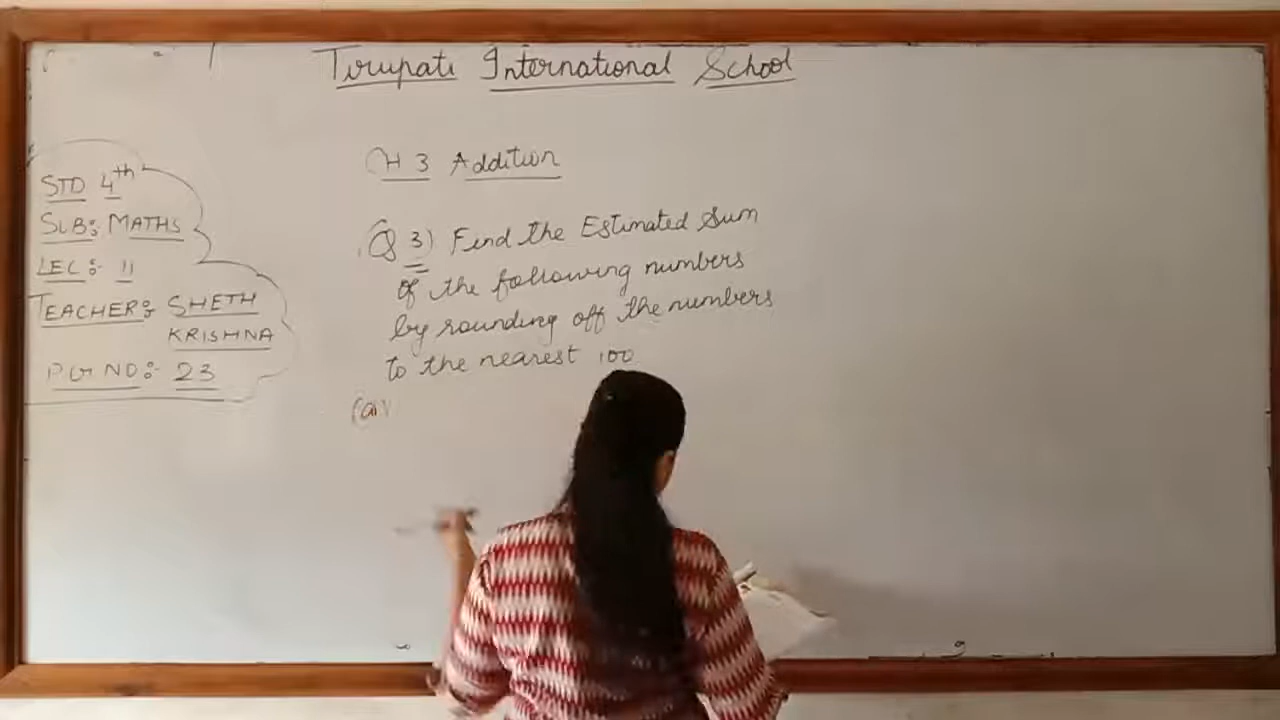 Tirupati International School
STD 4th
SUB: MATHS
LEC:- 11
TEACHER: SHETH
KRISHNA
PG NO:- 23
CH 3 Addition
Q 3) Find the Estimated Sum
of the following numbers
by rounding off the numbers
to the nearest 100
(a)